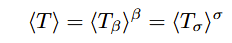 ⟨T⟩ = ⟨T_β⟩^β = ⟨T_σ⟩^σ